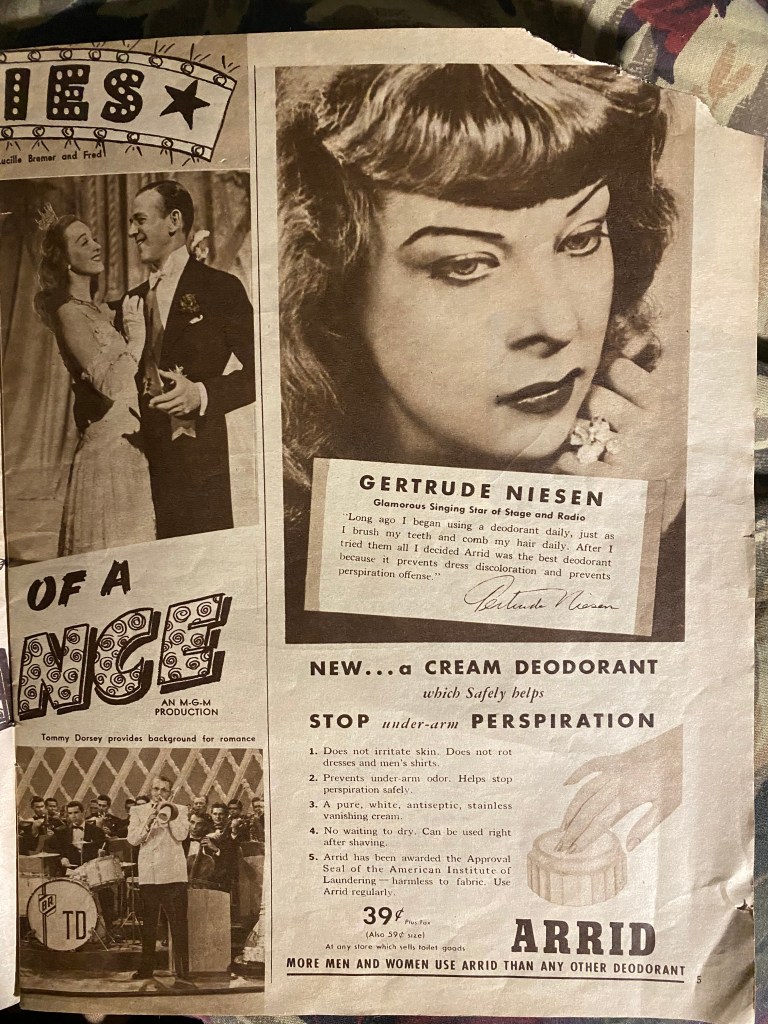 IES
ucille Bremer and Fred
OF A
NCE
AN M-G-M
PRODUCTION
Tommy Dorsey provides background for romance
TD
GERTRUDE NIESEN
Glamorous Singing Star of Stage and Radio
"Long ago I began using a deodorant daily, just as
I brush my teeth and comb my hair daily. After I
tried them all I decided Arrid was the best deodorant
because it prevents dress discoloration and prevents
perspiration offense."
Gertrude Niesen
NEW...a CREAM DEODORANT
which Safely helps
STOP under-arm PERSPIRATION
1. Does not irritate skin. Does not rot
dresses and men's shirts.
2. Prevents under-arm odor. Helps stop
perspiration safely.
3. A pure, white, antiseptic, stainless
vanishing cream.
4. No waiting to dry. Can be used right
after shaving.
5. Arrid has been awarded the Approval
Seal of the American Institute of
Laundering — harmless to fabric. Use
Arrid regularly.
39¢ Plus Tax
(Also 59¢ size)
At any store which sells toilet goods
ARRID
MORE MEN AND WOMEN USE ARRID THAN ANY OTHER DEODORANT
5